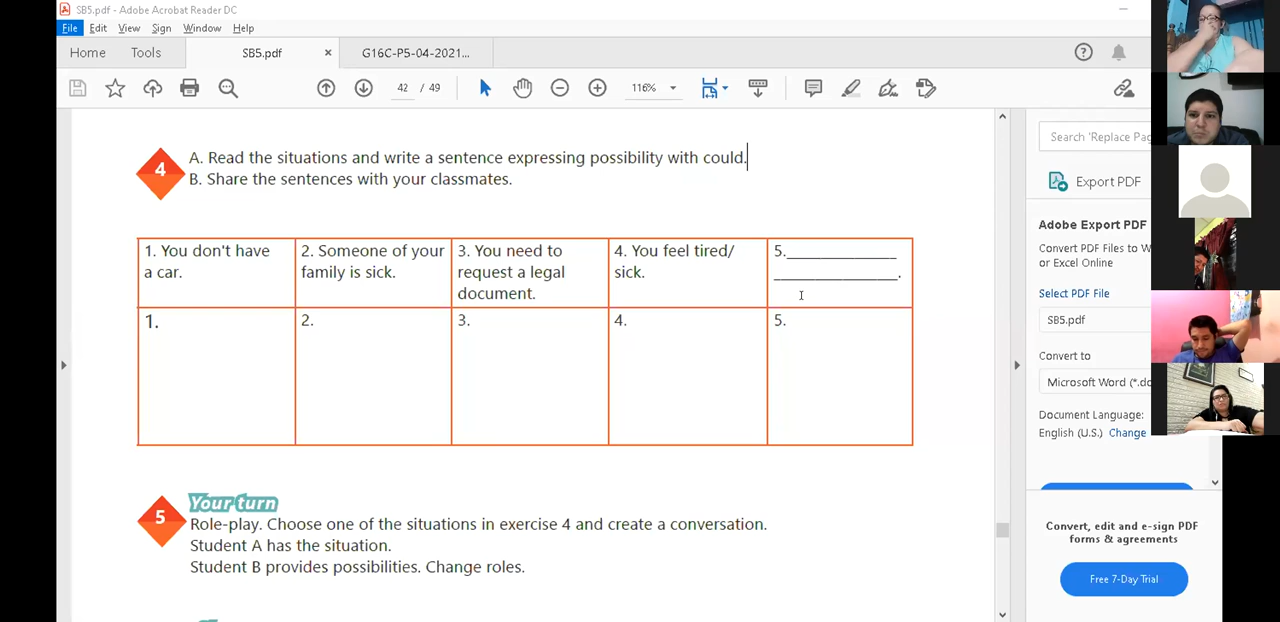 SB5.pdf - Adobe Acrobat Reader DC
File Edit View Sign Window Help
Home Tools SB5.pdf × G16C-P5-04-2021...
42 / 49 116%
4
A. Read the situations and write a sentence expressing possibility with could.
B. Share the sentences with your classmates.
1. You don't have
a car.
2. Someone of your
family is sick.
3. You need to
request a legal
document.
4. You feel tired/
sick.
5._____________
_______________.
1.
2.
3.
4.
5.
5
Your turn
Role-play. Choose one of the situations in exercise 4 and create a conversation.
Student A has the situation.
Student B provides possibilities. Change roles.
Search 'Replace Pag
Export PDF
Adobe Export PDF
Convert PDF Files to W
or Excel Online
Select PDF File
SB5.pdf
Convert to
Microsoft Word (*.do
Document Language:
English (U.S.) Change
Convert, edit and e-sign PDF
forms & agreements
Free 7-Day Trial